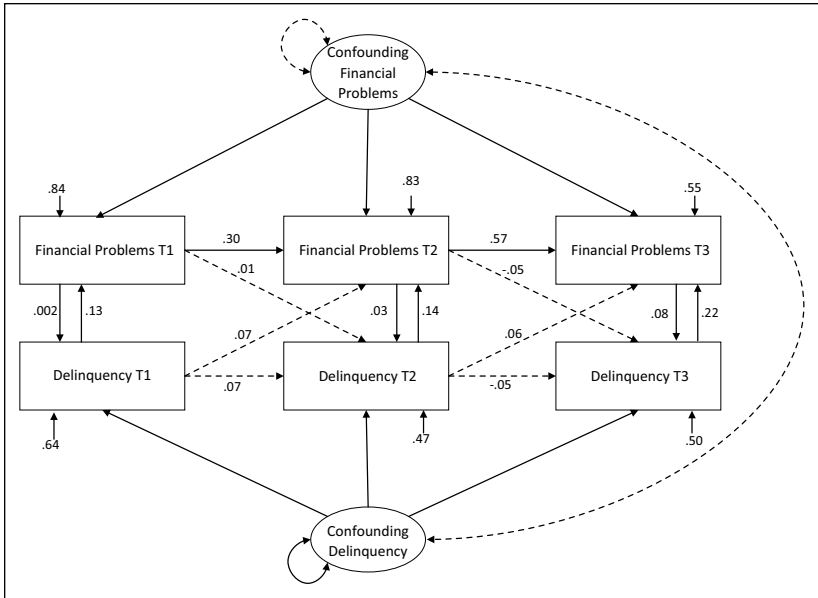 Confounding
Financial
Problems
.84
.83
.55
Financial Problems T1
.30
Financial Problems T2
.57
Financial Problems T3
.01
-.05
.002
.13
.03
.14
.08
.22
.07
.06
Delinquency T1
.07
Delinquency T2
-.05
Delinquency T3
.64
.47
.50
Confounding
Delinquency